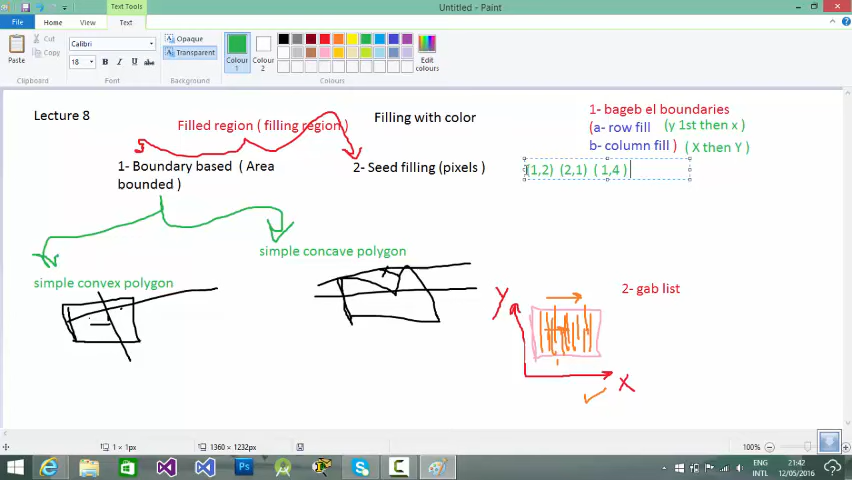 Untitled - Paint
Text Tools
File
Home
View
Text
Cut
Copy
Paste
Clipboard
Calibri
18
B I U abc
Font
Opaque
Transparent
Background
Colour 1
Colour 2
Edit colours
Colours
Lecture 8
Filled region ( filling region)
Filling with color
1- bageb el boundaries
(a- row fill (y 1st then x )
b- column fill ) ( X then Y )
1- Boundary based ( Area bounded )
2- Seed filling (pixels )
(1,2) (2,1) ( 1,4 )
simple concave polygon
simple convex polygon
2- gab list
Y
X
1 × 1px
1360 × 1232px
100%
ENG
INTL
21:42
12/05/2016